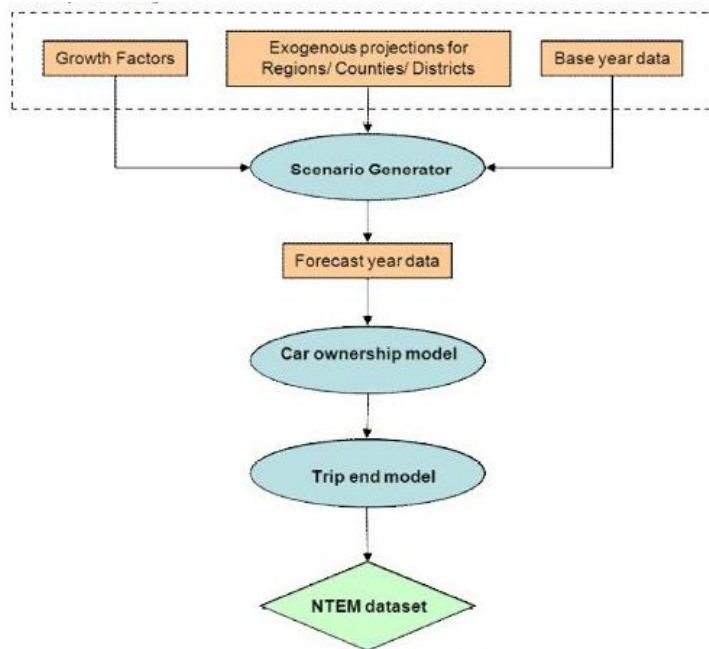 Growth Factors
Exogenous projections for
Regions/ Counties/ Districts
Base year data
Scenario Generator
Forecast year data
Car ownership model
Trip end model
NTEM dataset